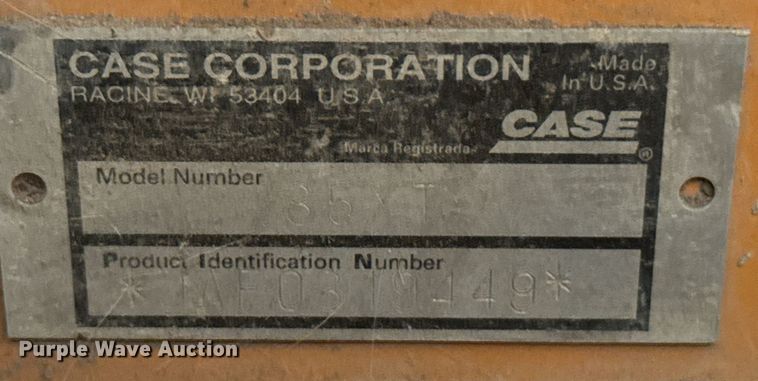 CASE CORPORATION
Made
In U.S.A.
RACINE, WI 53404 U.S.A
CASE
Marca Registrada
®
Model Number
Product Identification Number
Purple Wave Auction